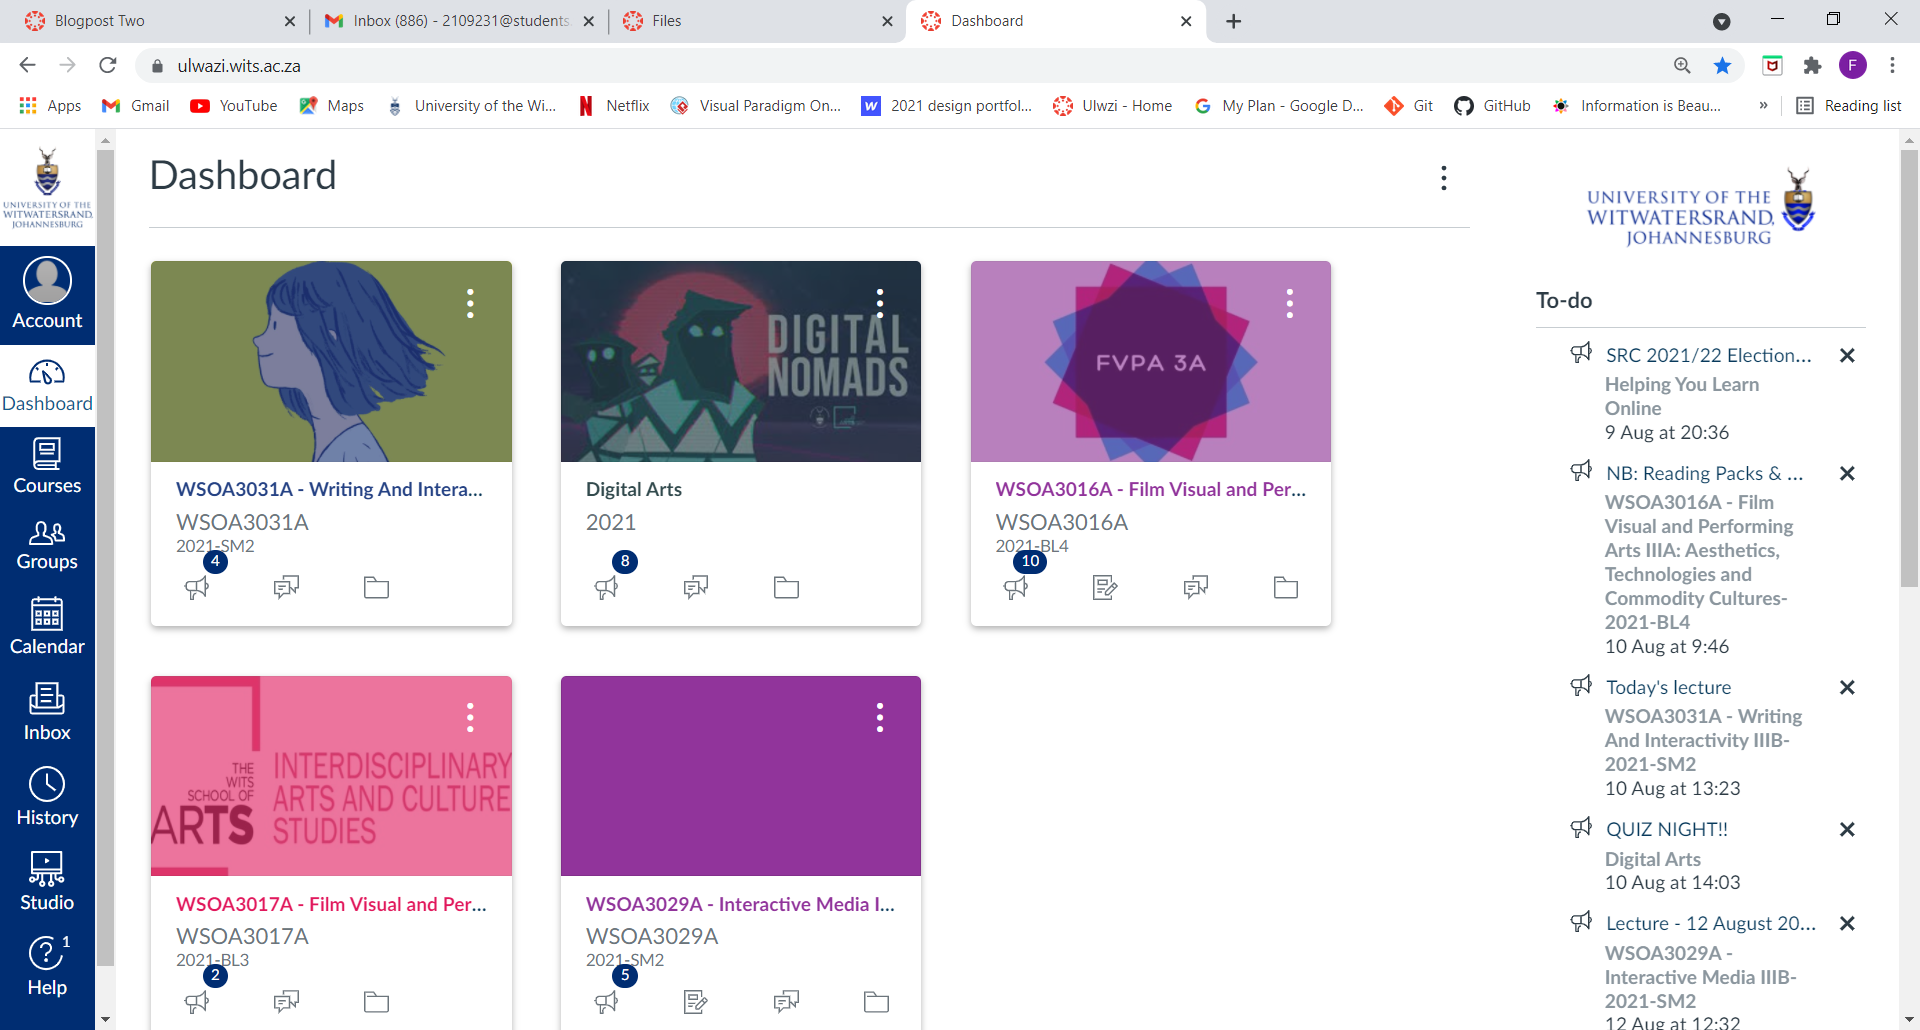 Blogpost Two
Inbox (886) - 2109231@students.
Files
Dashboard
ulwazi.wits.ac.za
F
Apps
Gmail
YouTube
Maps
University of the Wi...
Netflix
Visual Paradigm On...
2021 design portfol...
Ulwzi - Home
My Plan - Google D...
Git
GitHub
Information is Beau...
»
Reading list
UNIVERSITY OF THE
WITWATERSRAND,
JOHANNESBURG
Account
Dashboard
Courses
Groups
Calendar
Inbox
History
Studio
1
Help
Dashboard
WSOA3031A - Writing And Intera...
WSOA3031A
2021-SM2
4
DIGITAL
NOMADS
Digital Arts
2021
8
FVPA 3A
WSOA3016A - Film Visual and Per...
WSOA3016A
2021-BL4
10
THE
WITS
SCHOOL OF
ARTS
INTERDISCIPLINARY
ARTS AND CULTURE
STUDIES
WSOA3017A - Film Visual and Per...
WSOA3017A
2021-BL3
2
WSOA3029A - Interactive Media I...
WSOA3029A
2021-SM2
5
UNIVERSITY OF THE
WITWATERSRAND,
JOHANNESBURG
To-do
SRC 2021/22 Election...
Helping You Learn
Online
9 Aug at 20:36
NB: Reading Packs & ...
WSOA3016A - Film
Visual and Performing
Arts IIIA: Aesthetics,
Technologies and
Commodity Cultures-
2021-BL4
10 Aug at 9:46
Today's lecture
WSOA3031A - Writing
And Interactivity IIIB-
2021-SM2
10 Aug at 13:23
QUIZ NIGHT!!
Digital Arts
10 Aug at 14:03
Lecture - 12 August 20...
WSOA3029A -
Interactive Media IIIB-
2021-SM2
12 Aug at 12:32